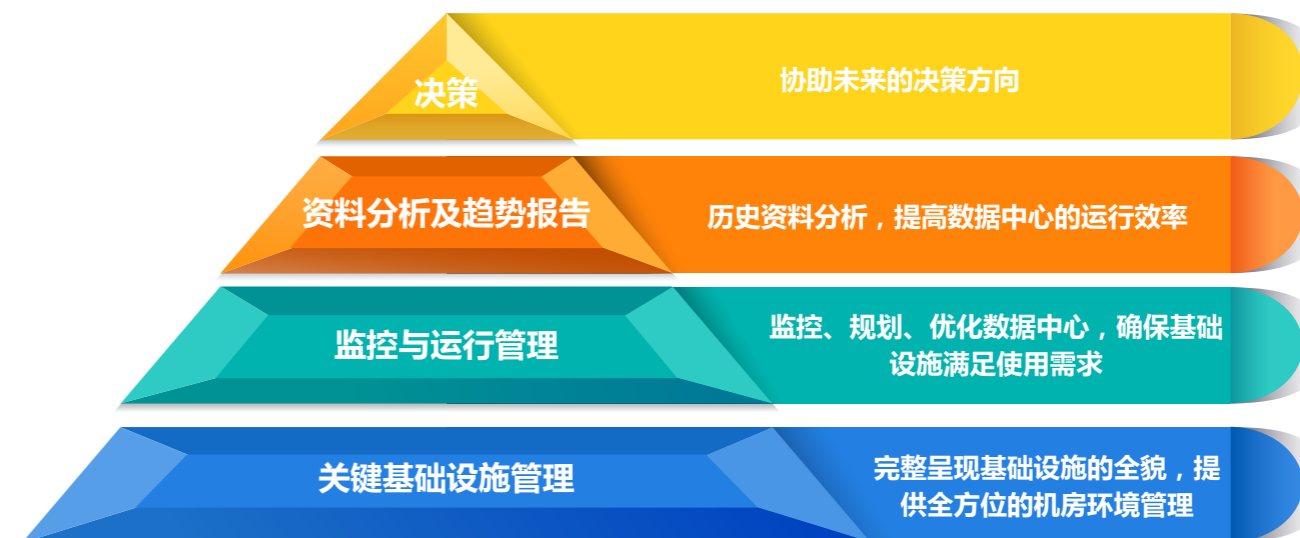 决策
协助未来的决策方向
资料分析及趋势报告
历史资料分析，提高数据中心的运行效率
监控与运行管理
监控、规划、优化数据中心，确保基础
设施满足使用需求
关键基础设施管理
完整呈现基础设施的全貌，提
供全方位的机房环境管理